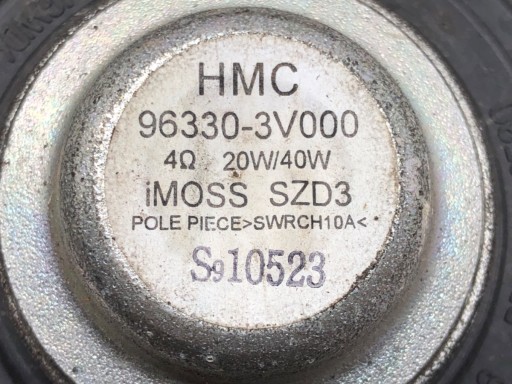 HMC
96330-3V000
4Ω 20W/40W
iMOSS SZD3
POLE PIECE>SWRCH10A<
S910523